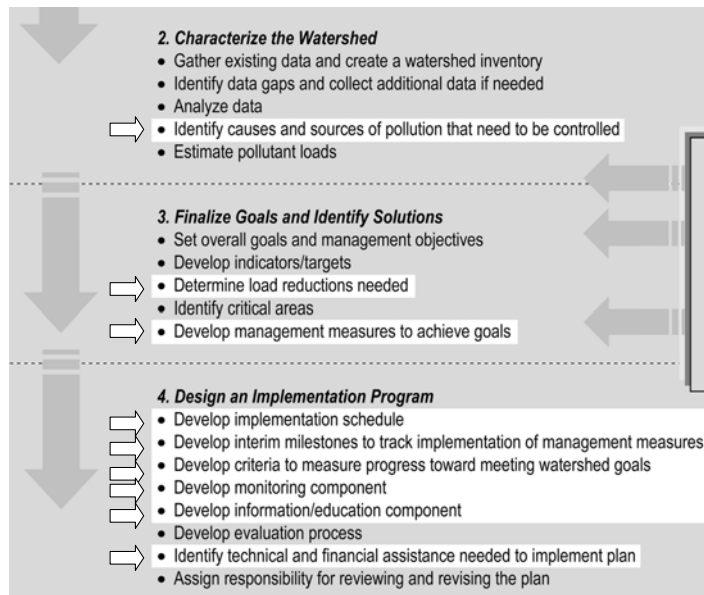 2. Characterize the Watershed
• Gather existing data and create a watershed inventory
• Identify data gaps and collect additional data if needed
• Analyze data
• Identify causes and sources of pollution that need to be controlled
• Estimate pollutant loads
3. Finalize Goals and Identify Solutions
• Set overall goals and management objectives
• Develop indicators/targets
• Determine load reductions needed
• Identify critical areas
• Develop management measures to achieve goals
4. Design an Implementation Program
• Develop implementation schedule
• Develop interim milestones to track implementation of management measures
• Develop criteria to measure progress toward meeting watershed goals
• Develop monitoring component
• Develop information/education component
• Develop evaluation process
• Identify technical and financial assistance needed to implement plan
• Assign responsibility for reviewing and revising the plan